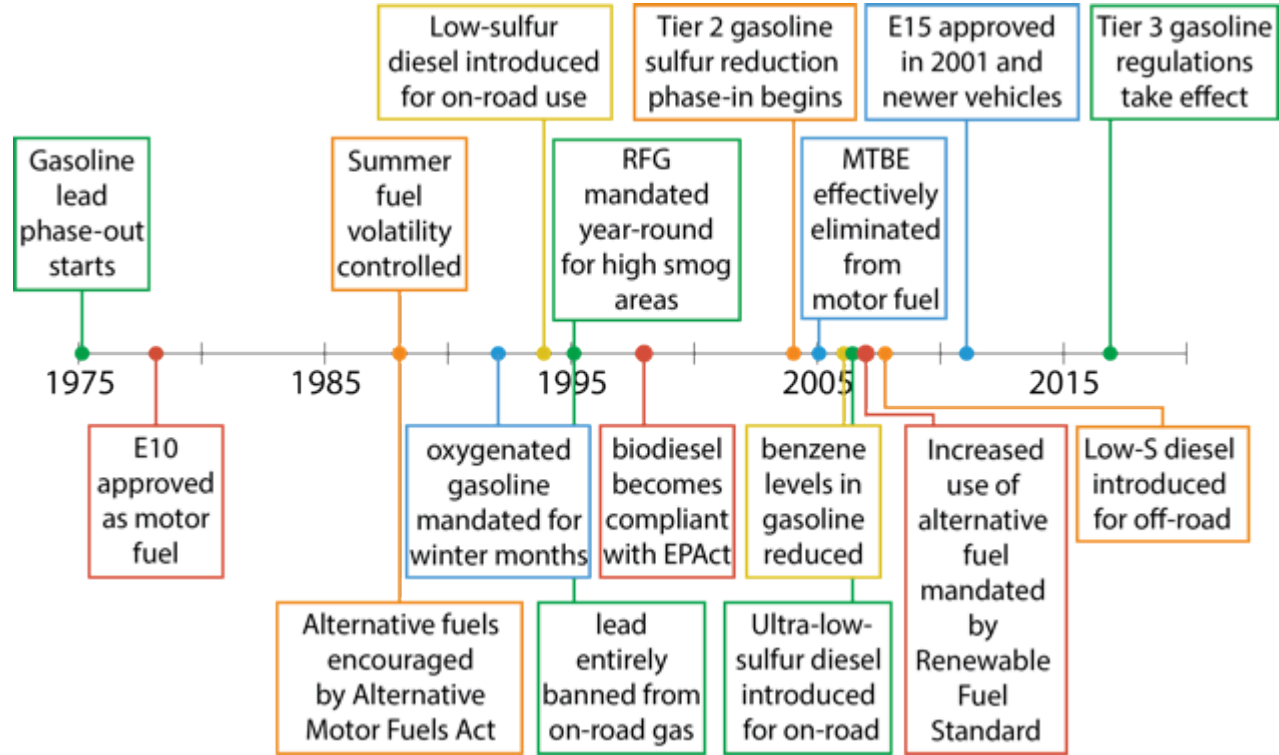 Low-sulfur
diesel introduced
for on-road use
Tier 2 gasoline
sulfur reduction
phase-in begins
E15 approved
in 2001 and
newer vehicles
Tier 3 gasoline
regulations
take effect
Gasoline
lead
phase-out
starts
Summer
fuel
volatility
controlled
RFG
mandated
year-round
for high smog
areas
MTBE
effectively
eliminated
from
motor fuel
1975
1985
1995
2005
2015
E10
approved
as motor
fuel
oxygenated
gasoline
mandated for
winter months
biodiesel
becomes
compliant
with EPAct
benzene
levels in
gasoline
reduced
Increased
use of
alternative
fuel
mandated
by
Renewable
Fuel
Standard
Low-S diesel
introduced
for off-road
Alternative fuels
encouraged
by Alternative
Motor Fuels Act
lead
entirely
banned from
on-road gas
Ultra-low-
sulfur diesel
introduced
for on-road